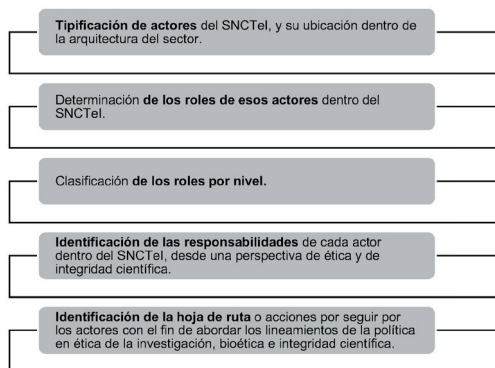 Tipificación de actores del SNCTeI, y su ubicación dentro de
la arquitectura del sector.
Determinación de los roles de esos actores dentro del
SNCTeI.
Clasificación de los roles por nivel.
Identificación de las responsabilidades de cada actor
dentro del SNCTeI, desde una perspectiva de ética y de
integridad científica.
Identificación de la hoja de ruta o acciones por seguir por
los actores con el fin de abordar los lineamientos de la política
en ética de la investigación, bioética e integridad científica.